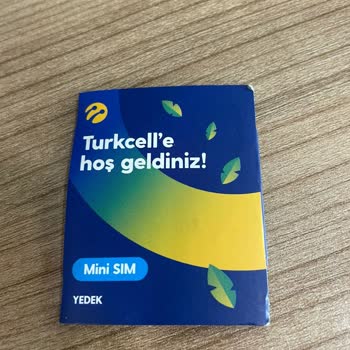 Turkcell'e
hoş geldiniz!
Mini SIM
YEDEK